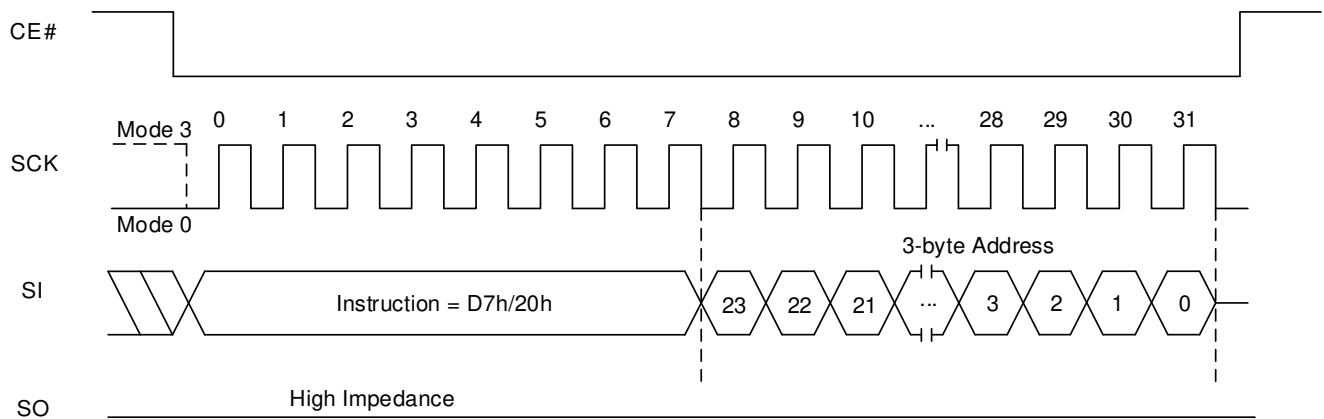 CE#
0 1 2 3 4 5 6 7 8 9 10 ... 28 29 30 31
Mode 3
SCK
Mode 0
3-byte Address
SI
Instruction = D7h/20h 23 22 21 ... 3 2 1 0
High Impedance
SO